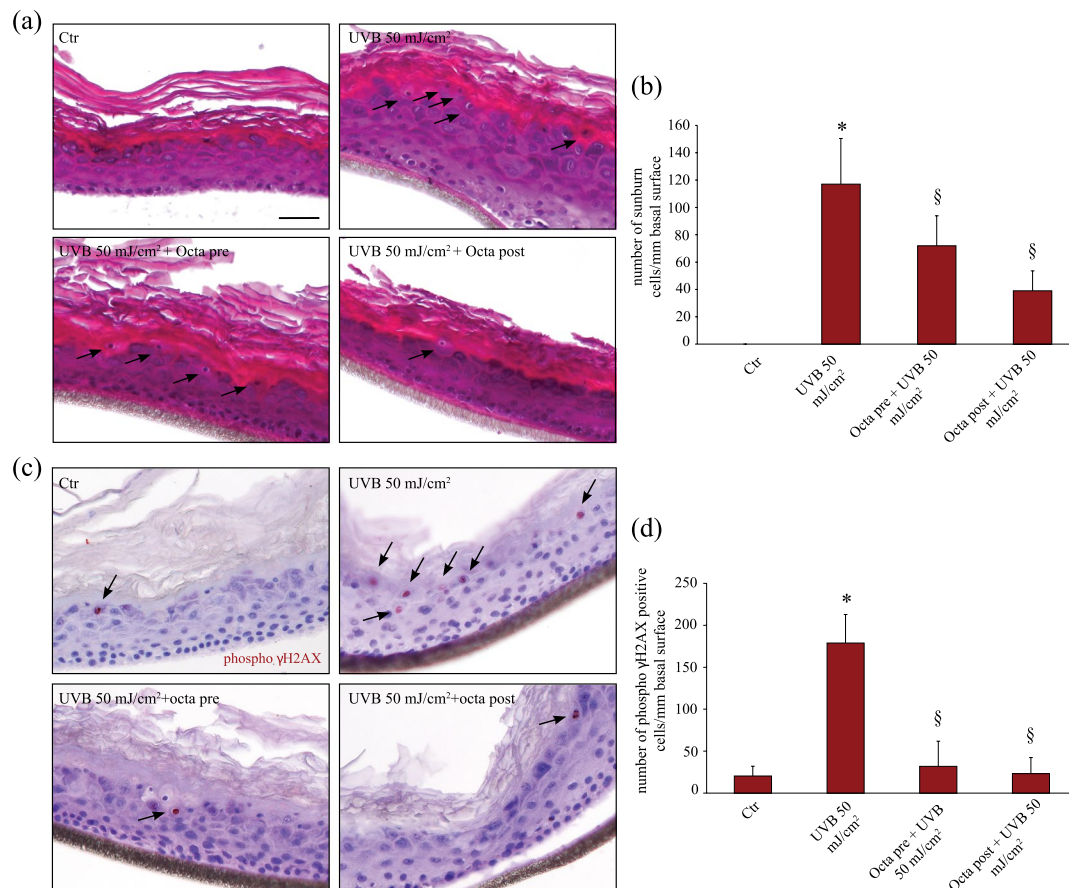 (a)
Ctr
UVB 50 mJ/cm²
UVB 50 mJ/cm² + Octa pre
UVB 50 mJ/cm² + Octa post
(b)
number of sunburn
cells/mm basal surface
160
140
120
100
80
60
40
20
0
*
§
§
Ctr
UVB 50
mJ/cm²
Octa pre + UVB 50
mJ/cm²
Octa post + UVB 50
mJ/cm²
(c)
Ctr
phospho γH2AX
UVB 50 mJ/cm²
UVB 50 mJ/cm²+octa pre
UVB 50 mJ/cm²+octa post
(d)
number of phospho γH2AX positive
cells/mm basal surface
250
200
150
100
50
0
*
§
§
Ctr
UVB 50
mJ/cm²
Octa pre + UVB
50 mJ/cm²
Octa post + UVB 50
mJ/cm²